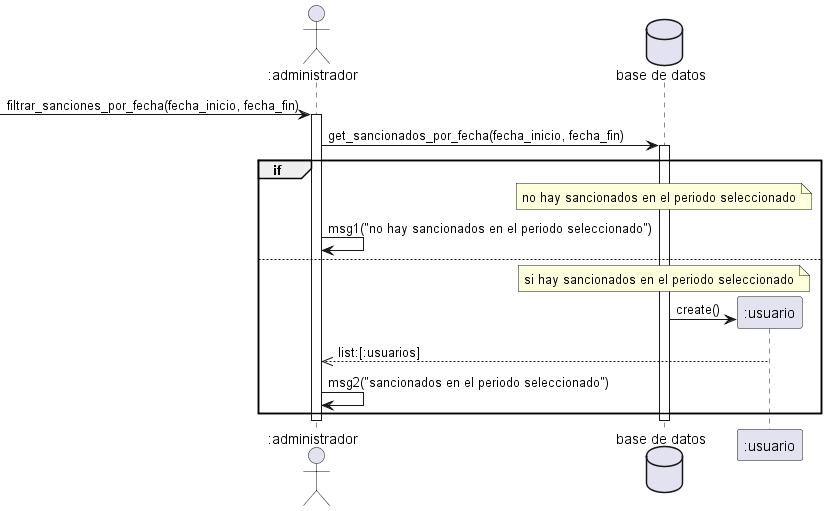 :administrador
base de datos
filtrar_sanciones_por_fecha(fecha_inicio, fecha_fin)
get_sancionados_por_fecha(fecha_inicio, fecha_fin)
if
no hay sancionados en el periodo seleccionado
msg1("no hay sancionados en el periodo seleccionado")
si hay sancionados en el periodo seleccionado
create()
:usuario
list:[:usuarios]
msg2("sancionados en el periodo seleccionado")
:administrador
base de datos
:usuario